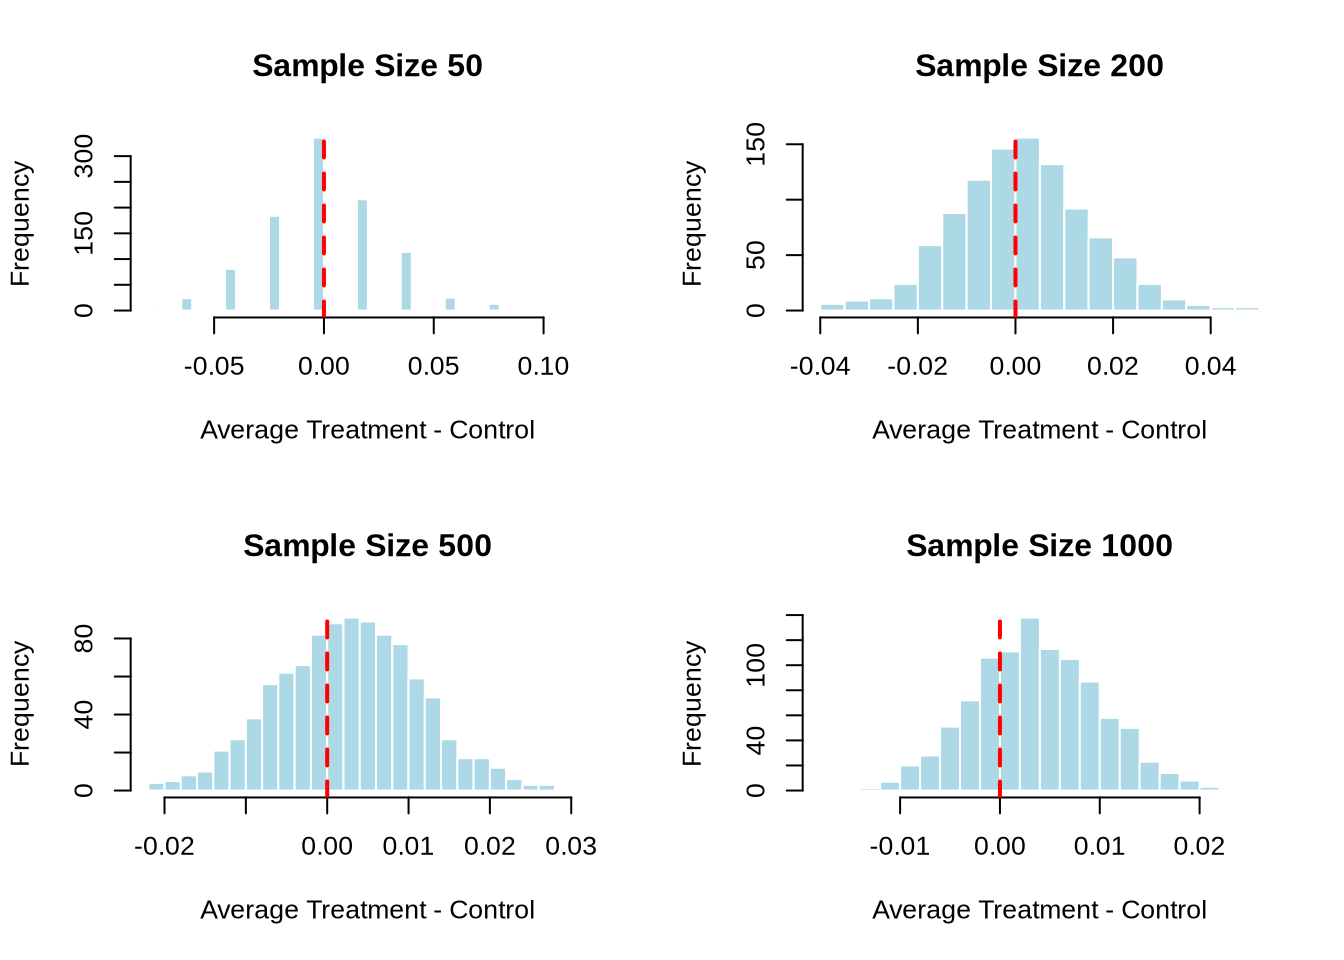 Sample Size 50
Frequency
0
150
300
-0.05 0.00 0.05 0.10
Average Treatment - Control
Sample Size 200
Frequency
0
50
150
-0.04 -0.02 0.00 0.02 0.04
Average Treatment - Control
Sample Size 500
Frequency
0
40
80
-0.02 0.00 0.01 0.02 0.03
Average Treatment - Control
Sample Size 1000
Frequency
0
40
100
-0.01 0.00 0.01 0.02
Average Treatment - Control